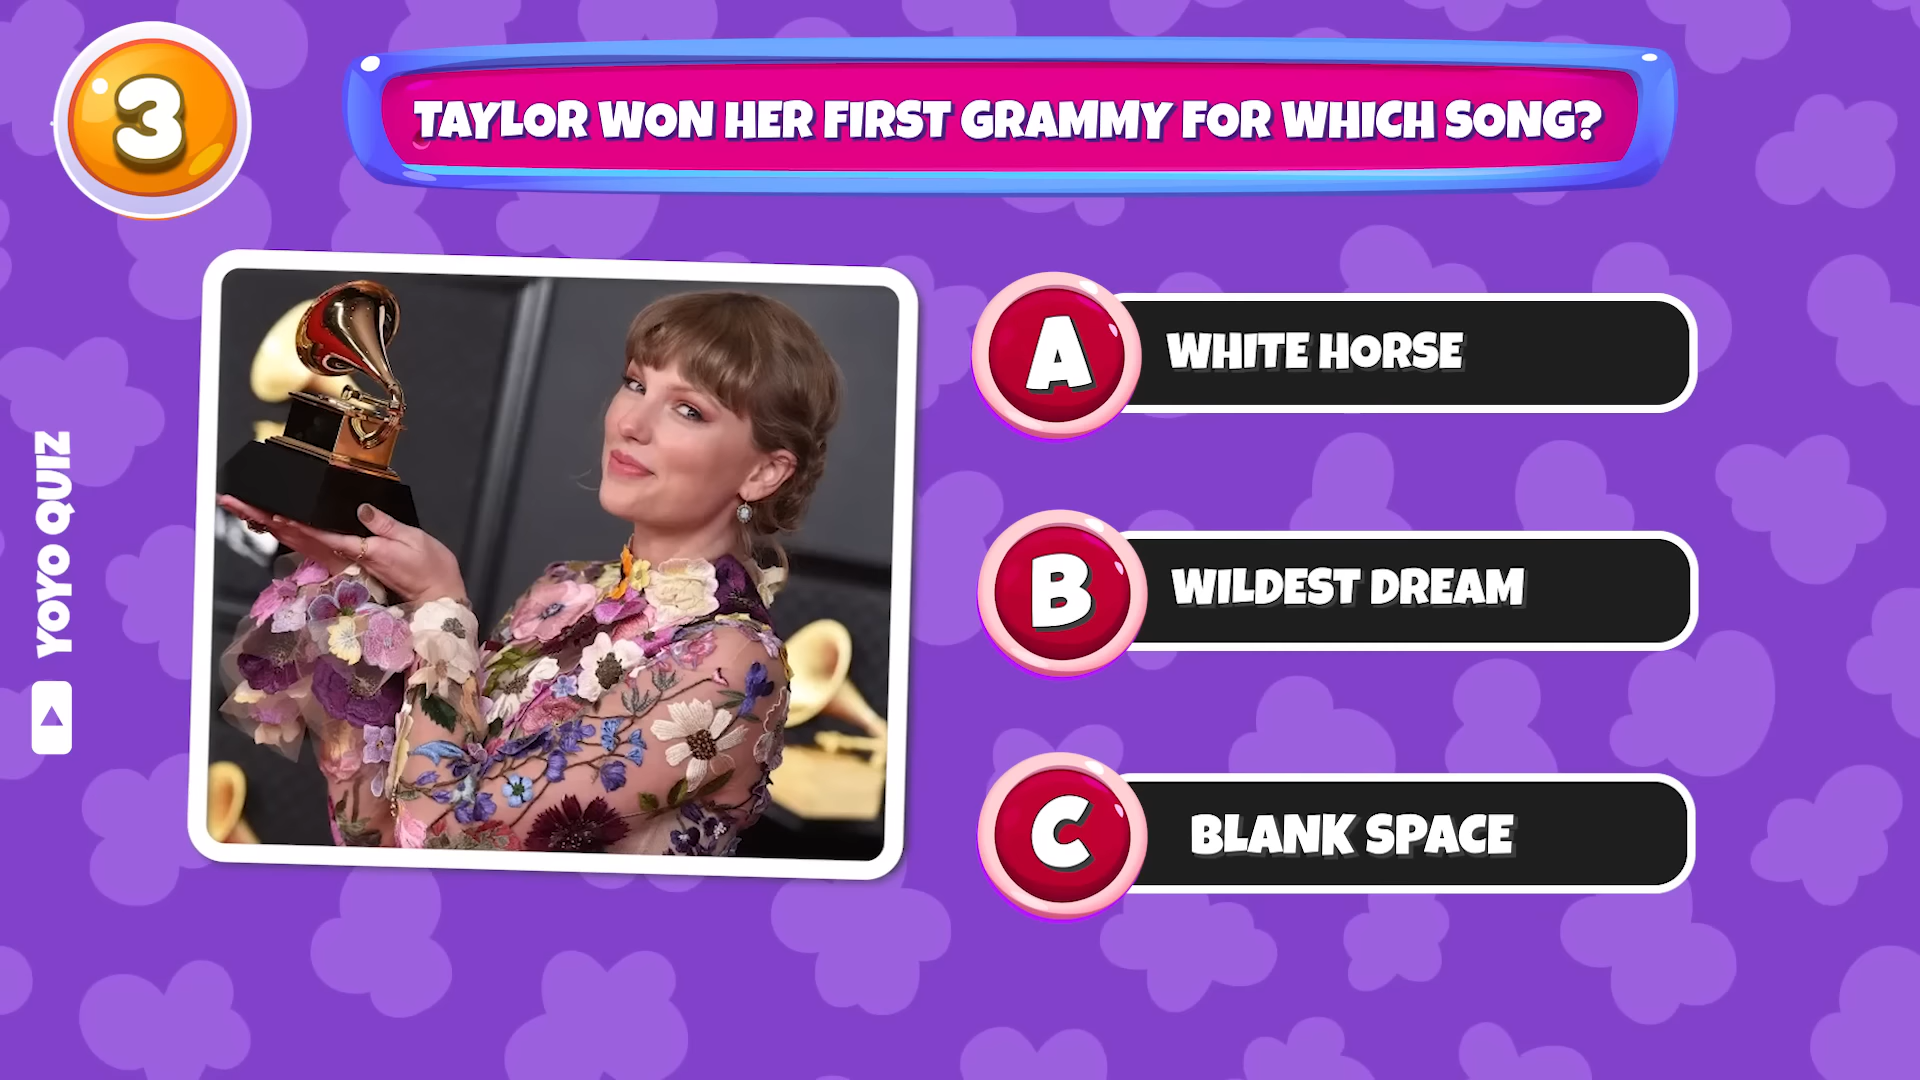 3
TAYLOR WON HER FIRST GRAMMY FOR WHICH SONG?
A
WHITE HORSE
B
WILDEST DREAM
C
BLANK SPACE
YOYO QUIZ